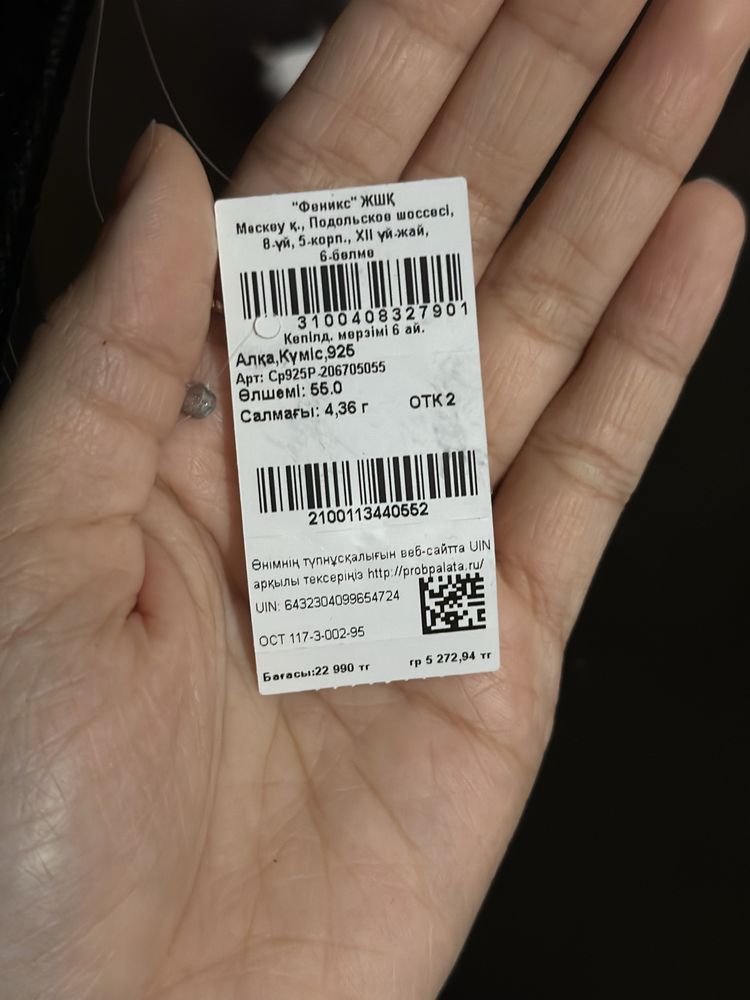 "Феникс" ЖШҚ
Мәскеу қ., Подольское шоссесі,
8-үй, 5-корп., XII үй-жай,
6-бөлме
3100408327901
Кепілд. мерзімі 6 ай.
Алқа,Күміс,925
Арт: Ср925Р-206705055
Өлшемі: 55.0
Салмағы: 4,36 г ОТК 2
2100113440552
Өнімнің түпнұсқалығын веб-сайтта UIN
арқылы тексеріңіз http://probpalata.ru/
UIN: 6432304099654724
ОСТ 117-3-002-95
Бағасы:22 990 тг гр 5 272,94 тг